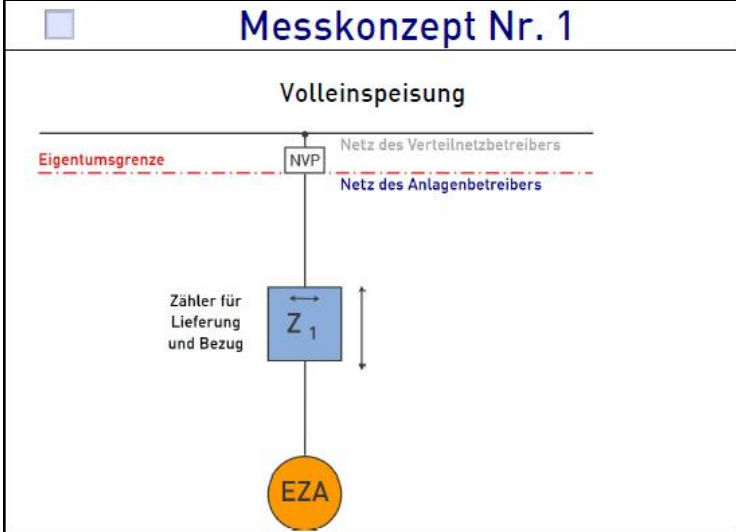 Messkonzept Nr. 1
Volleinspeisung
Netz des Verteilnetzbetreibers
Eigentumsgrenze
NVP
Netz des Anlagenbetreibers
Zähler für
Lieferung
und Bezug
Z 1
EZA